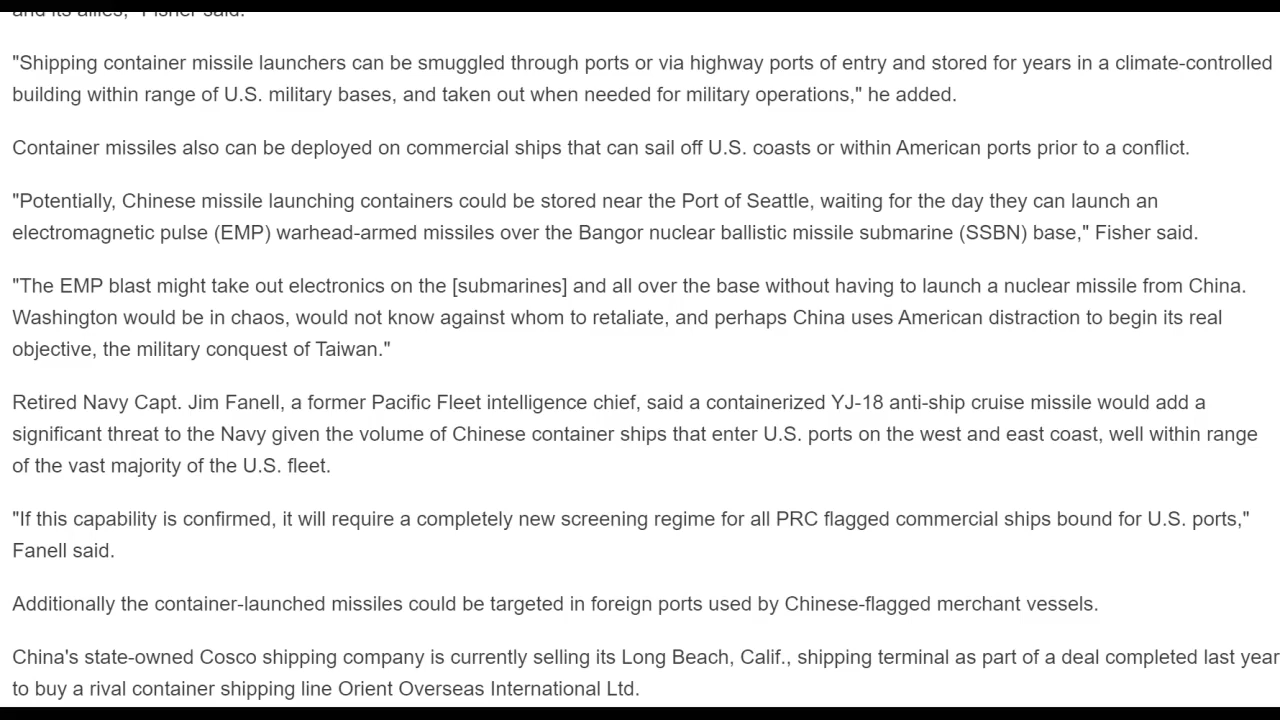 and its allies," Fisher said.
"Shipping container missile launchers can be smuggled through ports or via highway ports of entry and stored for years in a climate-controlled
building within range of U.S. military bases, and taken out when needed for military operations," he added.
Container missiles also can be deployed on commercial ships that can sail off U.S. coasts or within American ports prior to a conflict.
"Potentially, Chinese missile launching containers could be stored near the Port of Seattle, waiting for the day they can launch an
electromagnetic pulse (EMP) warhead-armed missiles over the Bangor nuclear ballistic missile submarine (SSBN) base," Fisher said.
"The EMP blast might take out electronics on the [submarines] and all over the base without having to launch a nuclear missile from China.
Washington would be in chaos, would not know against whom to retaliate, and perhaps China uses American distraction to begin its real
objective, the military conquest of Taiwan."
Retired Navy Capt. Jim Fanell, a former Pacific Fleet intelligence chief, said a containerized YJ-18 anti-ship cruise missile would add a
significant threat to the Navy given the volume of Chinese container ships that enter U.S. ports on the west and east coast, well within range
of the vast majority of the U.S. fleet.
"If this capability is confirmed, it will require a completely new screening regime for all PRC flagged commercial ships bound for U.S. ports,"
Fanell said.
Additionally the container-launched missiles could be targeted in foreign ports used by Chinese-flagged merchant vessels.
China's state-owned Cosco shipping company is currently selling its Long Beach, Calif., shipping terminal as part of a deal completed last year
to buy a rival container shipping line Orient Overseas International Ltd.